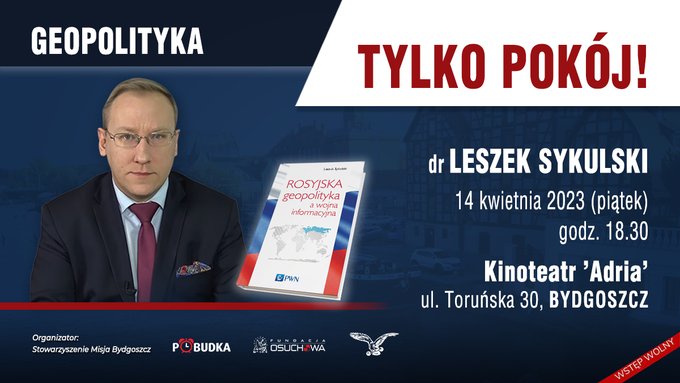 GEOPOLITYKA
TYLKO POKÓJ!
dr LESZEK SYKULSKI
14 kwietnia 2023 (piątek)
godz. 18.30
Kinoteatr 'Adria'
ul. Toruńska 30, BYDGOSZCZ
Leszek Sykulski
ROSYJSKA
geopolityka
a wojna
informacyjna
PWN
Organizator:
Stowarzyszenie Misja Bydgoszcz
POBUDKA
FUNDACJA
OSUCHOWA
WSTĘP WOLNY